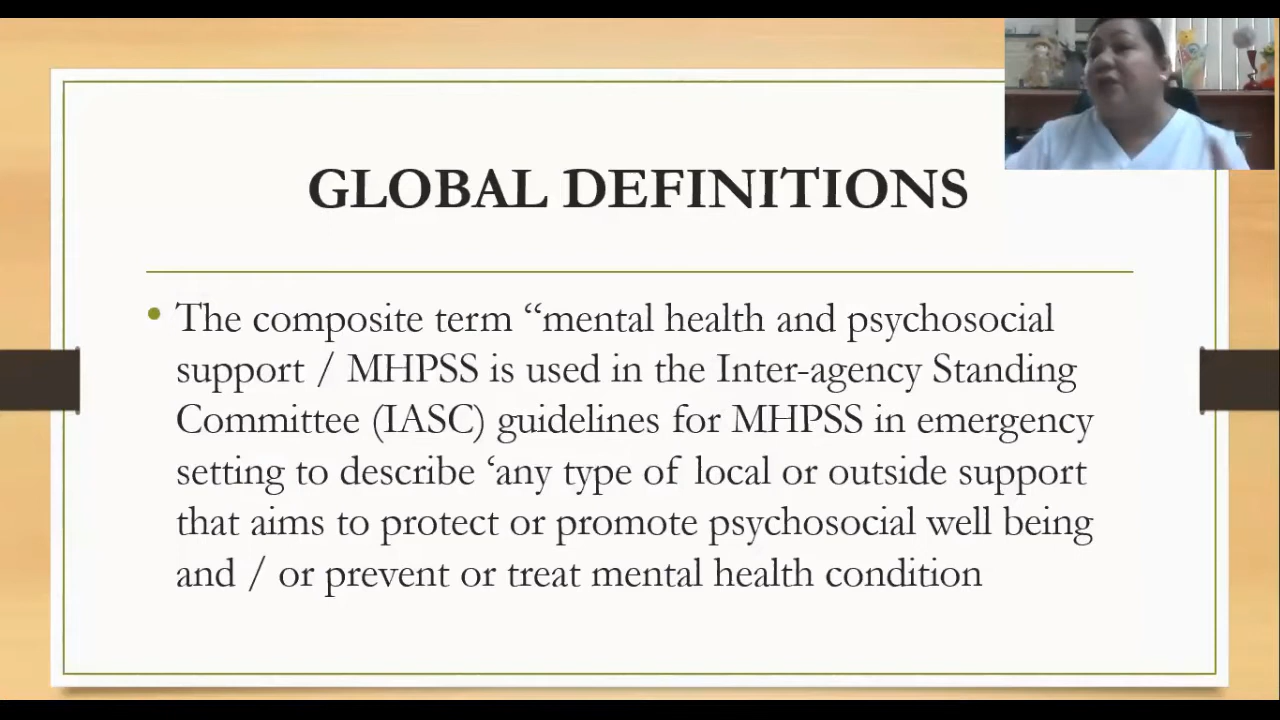 GLOBAL DEFINITIONS
• The composite term “mental health and psychosocial
support / MHPSS is used in the Inter-agency Standing
Committee (IASC) guidelines for MHPSS in emergency
setting to describe ‘any type of local or outside support
that aims to protect or promote psychosocial well being
and / or prevent or treat mental health condition